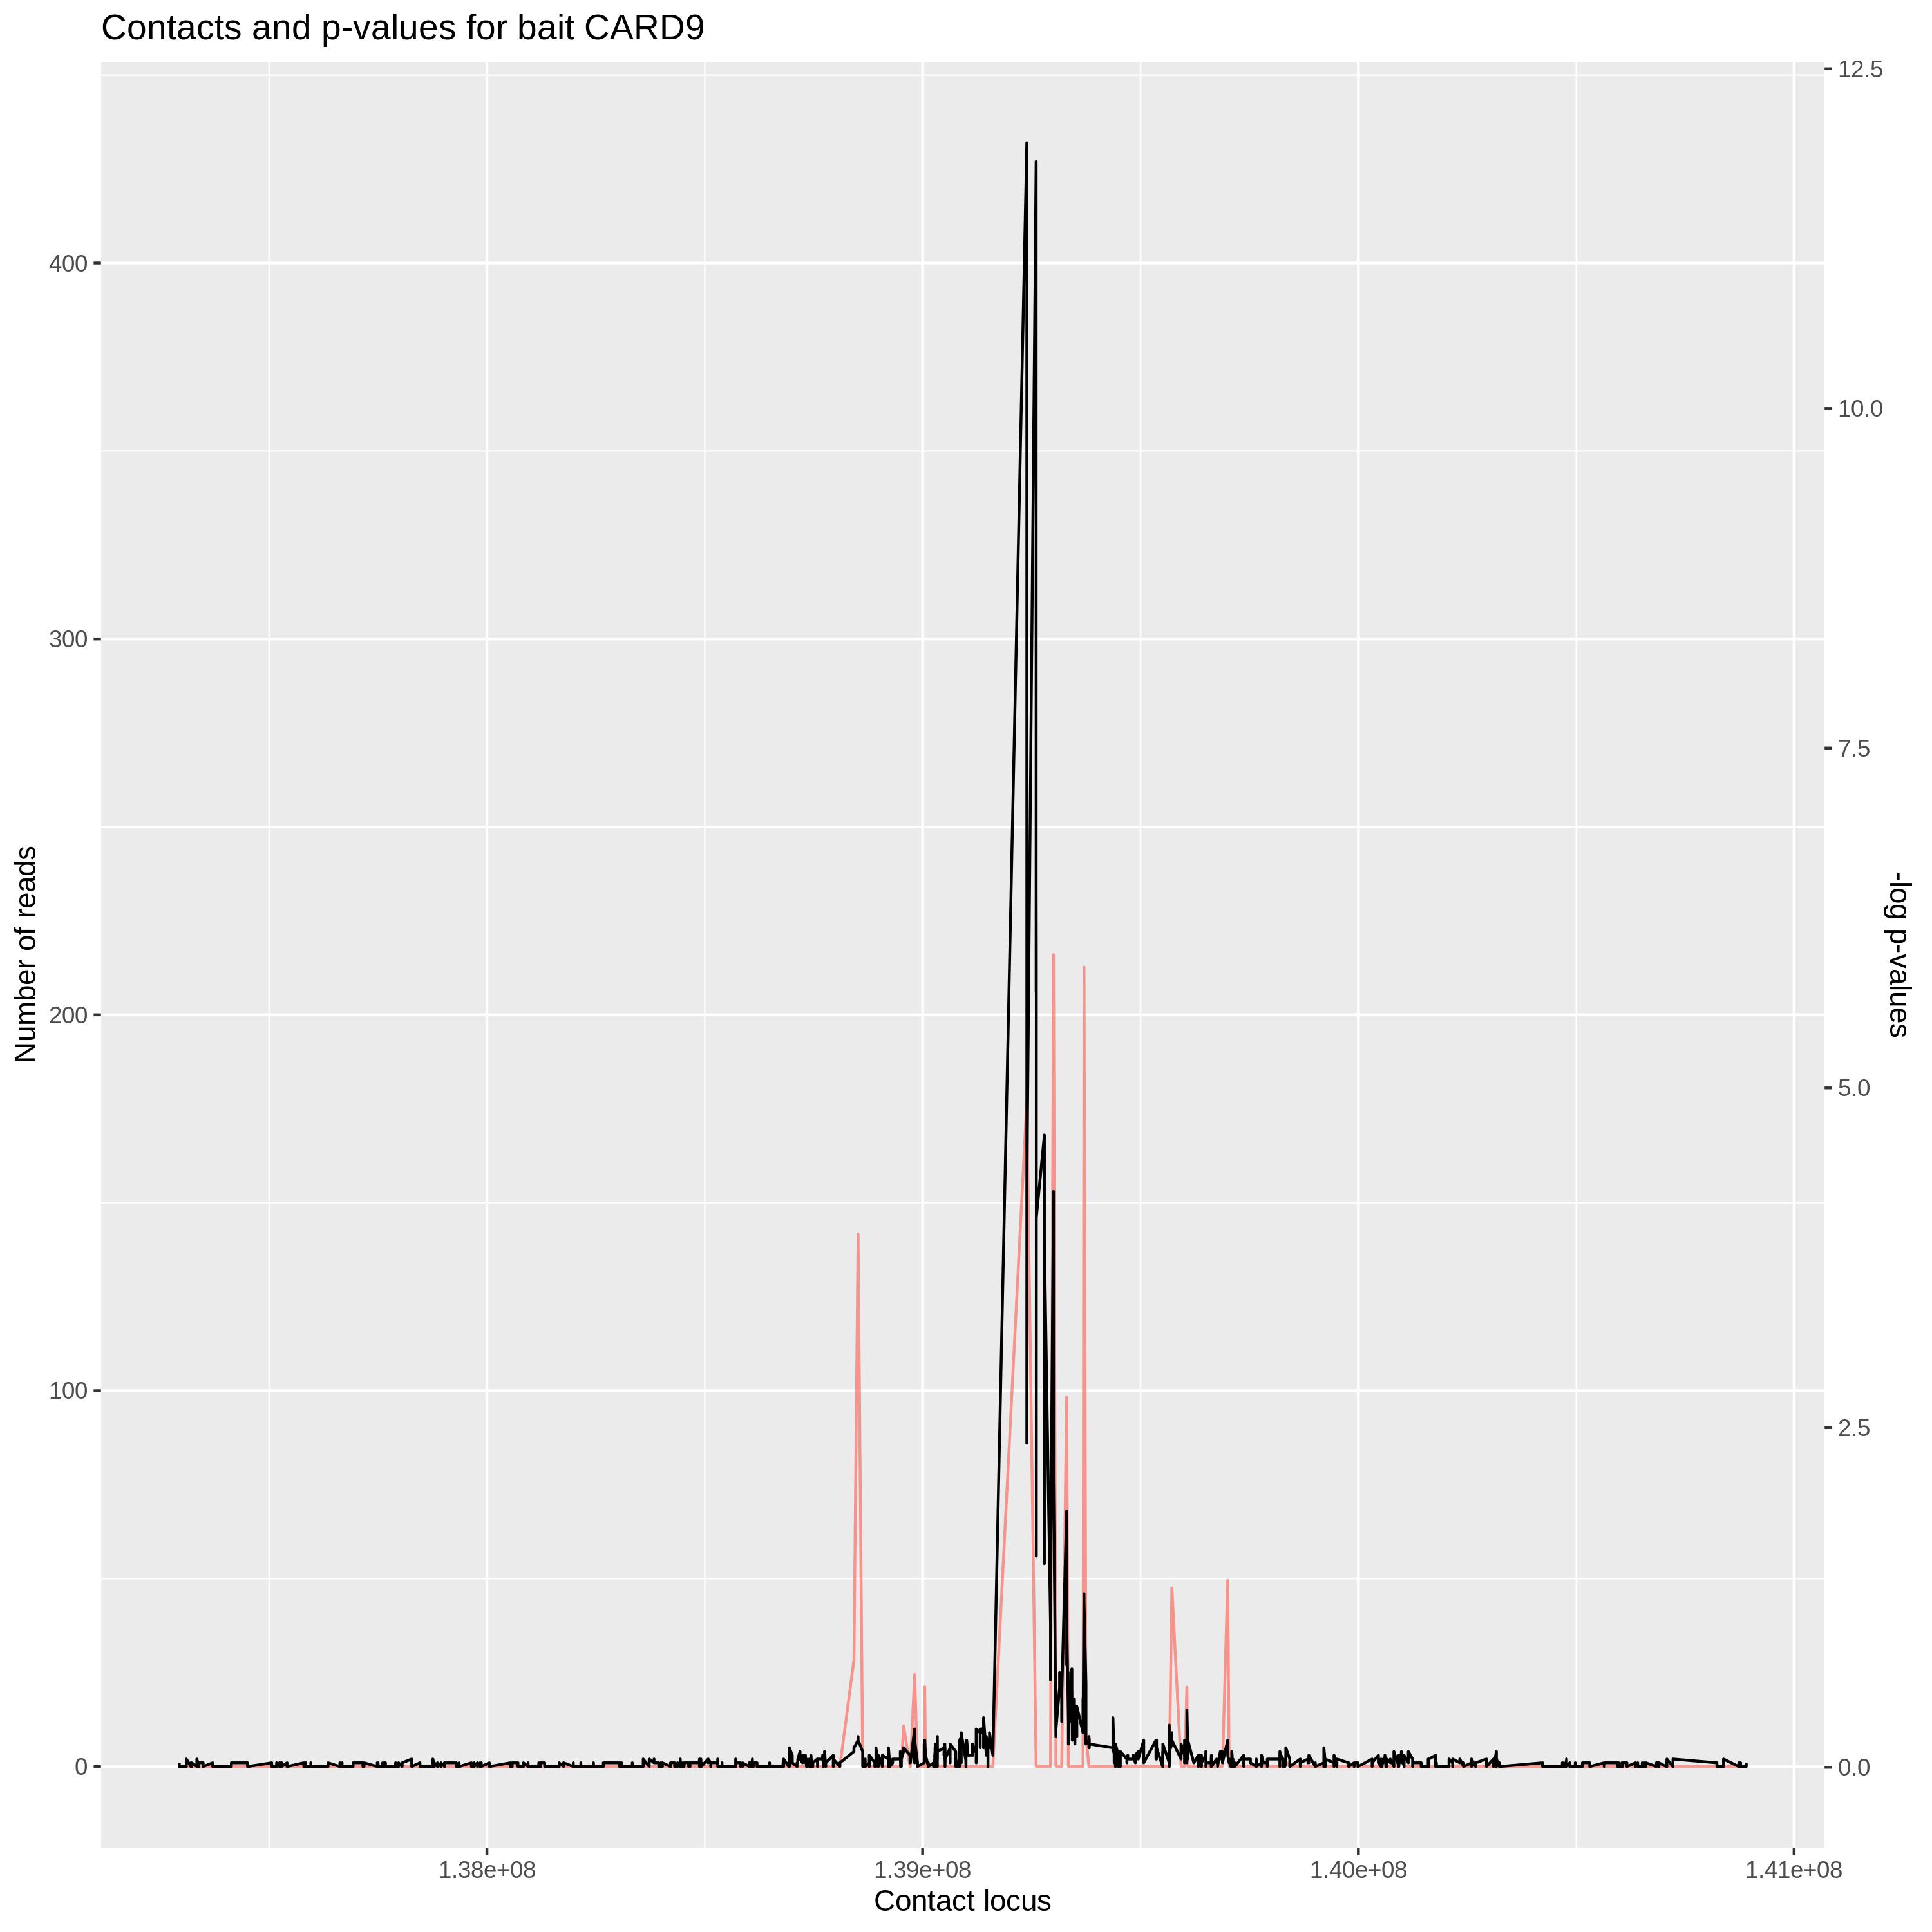 Contacts and p-values for bait CARD9
Number of reads
400
300
200
100
0
12.5
10.0
7.5
5.0
2.5
0.0
-log p-values
1.38e+08
1.39e+08
1.40e+08
1.41e+08
Contact locus